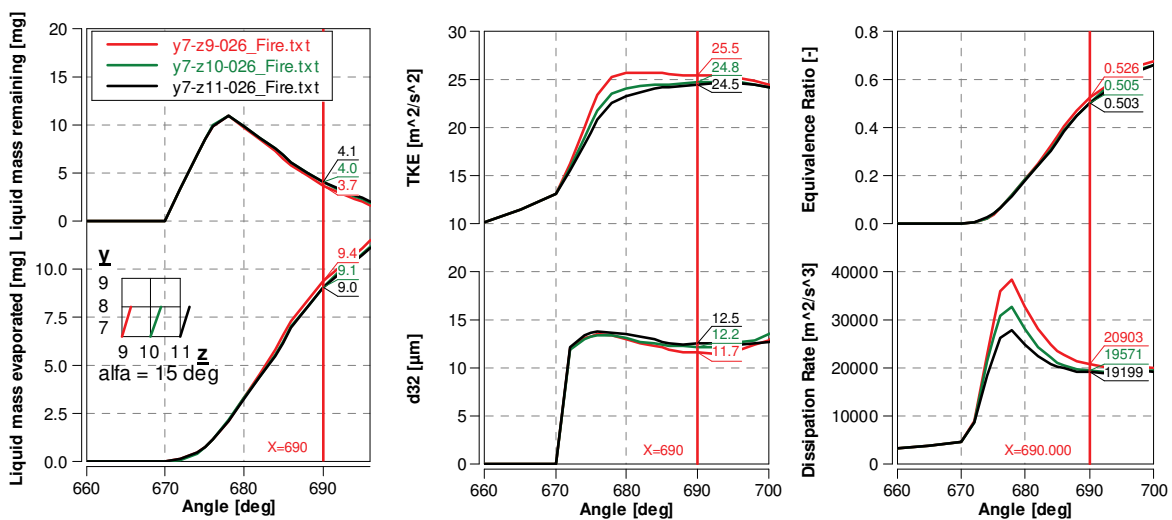 Liquid mass remaining [mg]
20
15
10
5
0
y7-z9-026_Fire.txt
y7-z10-026_Fire.txt
y7-z11-026_Fire.txt
4.1
4.0
3.7
Liquid mass evaporated [mg]
10.0
7.5
5.0
2.5
0.0
y
9
8
7
9 10 11 z
alfa = 15 deg
9.4
9.1
9.0
X=690
660 670 680 690
Angle [deg]
TKE [m^2/s^2]
30
25
20
15
10
25.5
24.8
24.5
d32 [µm]
20
15
10
5
0
12.5
12.2
11.7
X=690
660 670 680 690 700
Angle [deg]
Equivalence Ratio [-]
0.8
0.6
0.4
0.2
0.0
0.526
0.505
0.503
Dissipation Rate [m^2/s^3]
40000
30000
20000
10000
0
20903
19571
19199
X=690.000
660 670 680 690 700
Angle [deg]